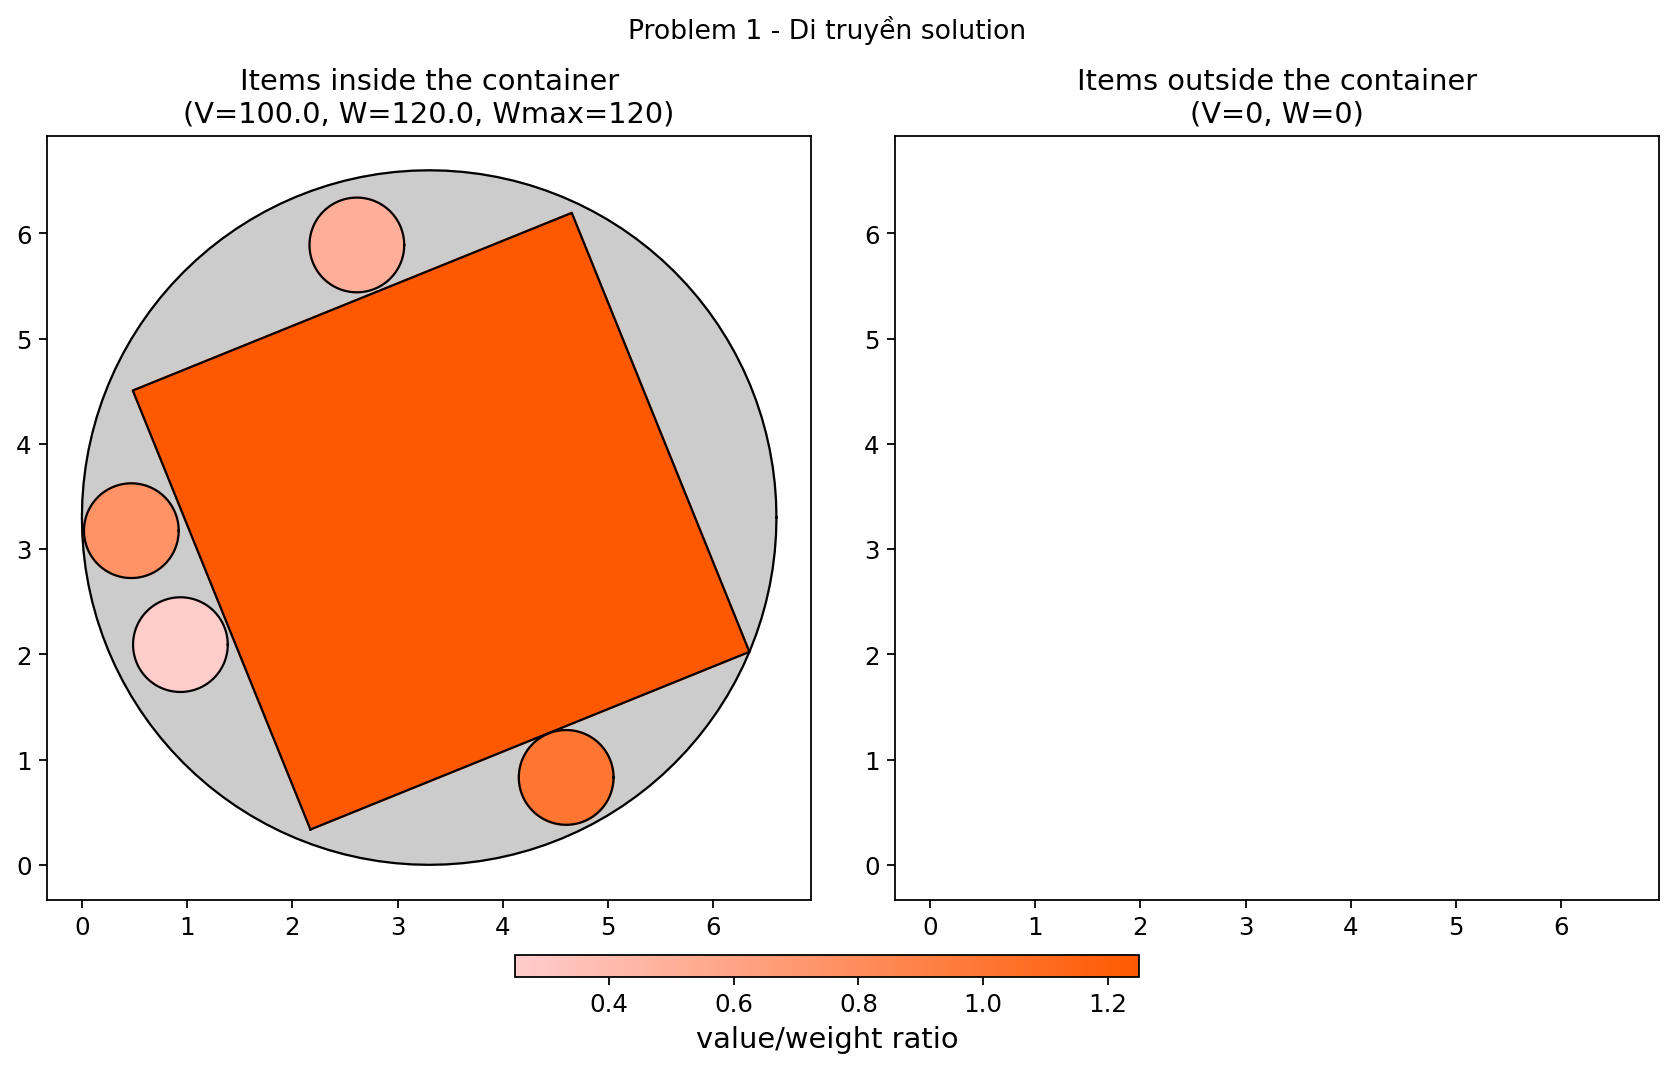 Problem 1 - Di truyền solution
Items inside the container
(V=100.0, W=120.0, Wmax=120)
Items outside the container
(V=0, W=0)
6
5
4
3
2
1
0
0 1 2 3 4 5 6
6
5
4
3
2
1
0
0 1 2 3 4 5 6
0.4 0.6 0.8 1.0 1.2
value/weight ratio